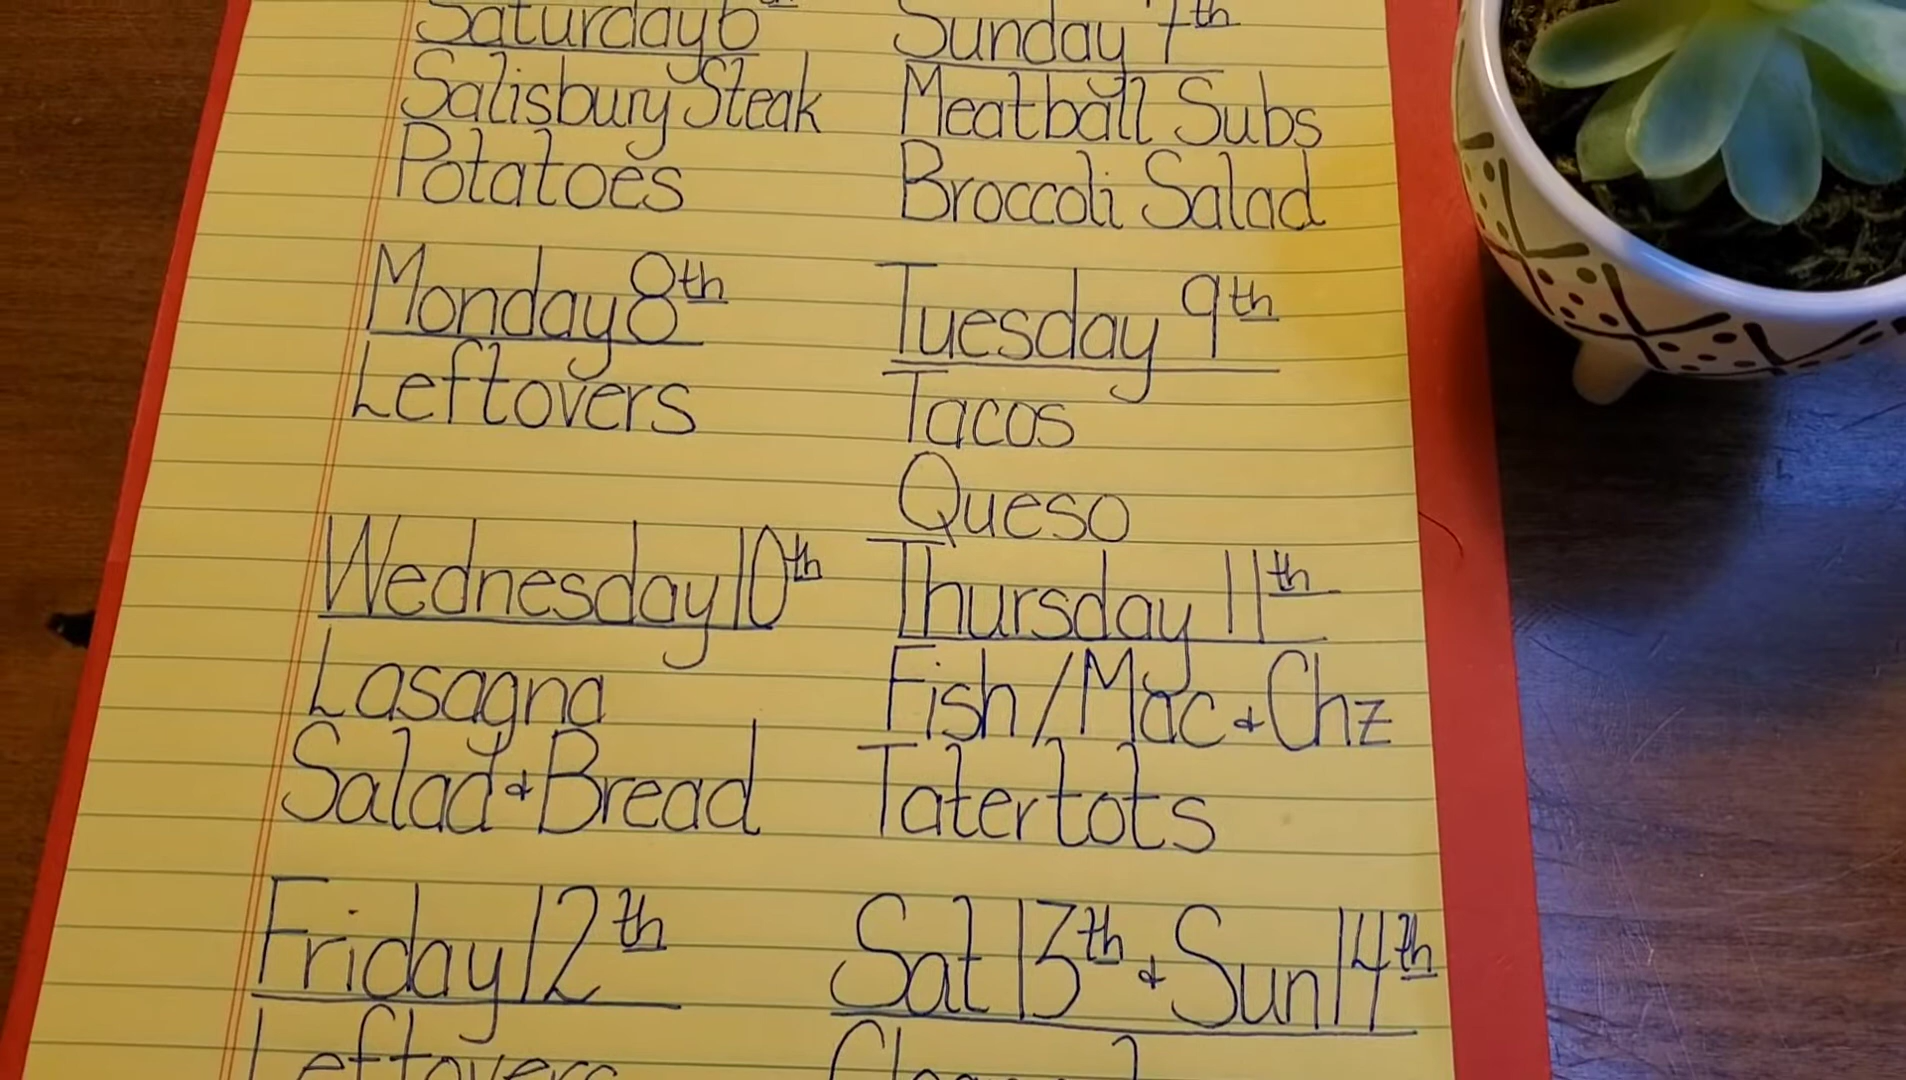 Saturday 6
Salisbury Steak
Potatoes
Sunday 7th
Meatball Subs
Broccoli Salad
Monday 8th
Leftovers
Tuesday 9th
Tacos
Queso
Wednesday 10th
Lasagna
Salad + Bread
Thursday 11th
Fish/Mac + Chz
Tatertots
Friday 12th
Leftovers
Sat 13th + Sun 14th